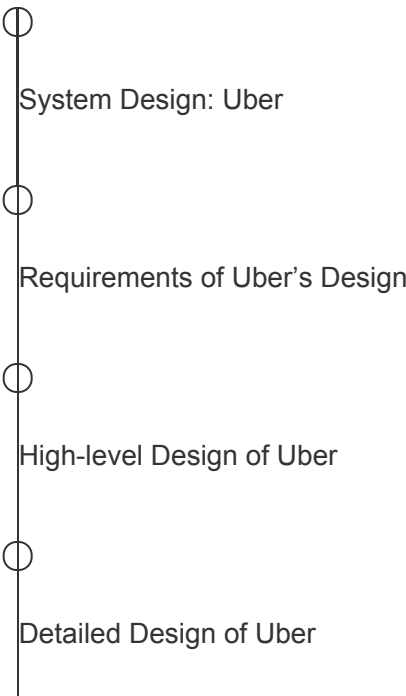 System Design: Uber
Requirements of Uber’s Design
High-level Design of Uber
Detailed Design of Uber